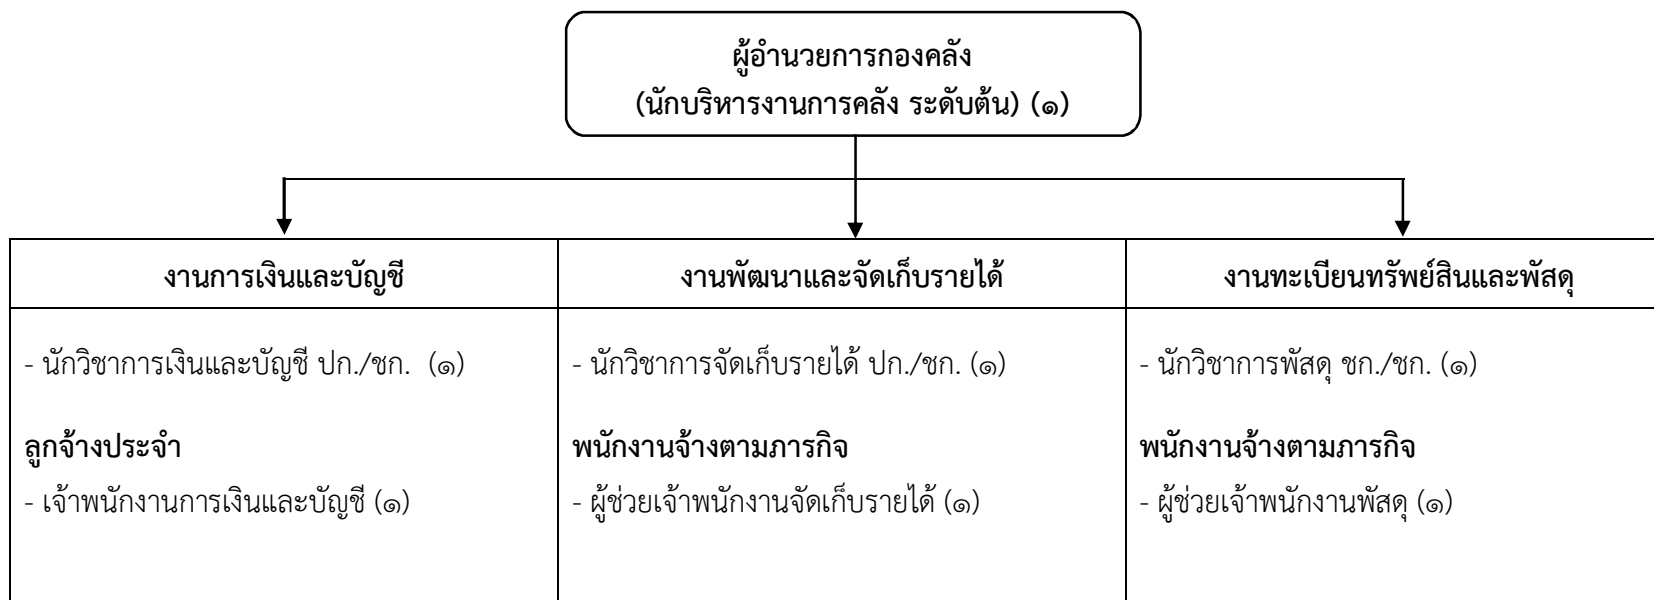 ผู้อำนวยการกองคลัง
(นักบริหารงานการคลัง ระดับต้น) (๑)
งานการเงินและบัญชี
- นักวิชาการเงินและบัญชี ปก./ชก. (๑)
ลูกจ้างประจำ
- เจ้าพนักงานการเงินและบัญชี (๑)
งานพัฒนาและจัดเก็บรายได้
- นักวิชาการจัดเก็บรายได้ ปก./ชก. (๑)
พนักงานจ้างตามภารกิจ
- ผู้ช่วยเจ้าพนักงานจัดเก็บรายได้ (๑)
งานทะเบียนทรัพย์สินและพัสดุ
- นักวิชาการพัสดุ ชก./ชก. (๑)
พนักงานจ้างตามภารกิจ
- ผู้ช่วยเจ้าพนักงานพัสดุ (๑)